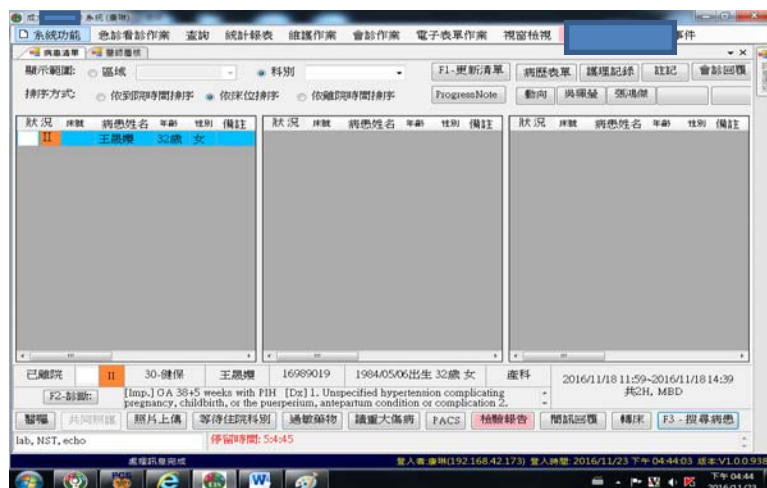 系統(康琳)
系統功能 急診看診作業 查詢 統計報表 維護作業 會診作業 電子表單作業 視窗檢視 事件
病患清單 醫師簽核
顯示範圍: 區域 科別 F1-更新清單 病歷表單 護理記錄 註記 會診回覆
排序方式: 依到院時間排序 依床位排序 依離院時間排序 ProgressNote 動向
狀況 床號 病患姓名 年齡 性別 備註 狀況 床號 病患姓名 年齡 性別 備註 狀況 床號 病患姓名 年齡 性別 備註
II 王晟嬰 32歲 女
已離院 II 30-健保 王晟嬰 16989019 1984/05/06出生 32歲 女 產科 2016/11/18 11:59~2016/11/18 14:39
共2H, MBD
F2-診斷: [Imp.] GA 38+5 weeks with PIH [Dx] 1. Unspecified hypertension complicating
pregnancy, childbirth, or the puerperium, antepartum condition or complication 2.
醫囑 共同照護 照片上傳 等待住院科別 過敏藥物 讀重大傷病 PACS 檢驗報告 簡訊回覆 轉床 F3 - 搜尋病患
lab, NST, echo 停留時間: 5:4:45
處理訊息完成 登入者:康琳(192.168.42.173) 登入時間: 2016/11/23 下午 04:44:03 版本:V1.0.0.938
下午 04:44
2016/11/23